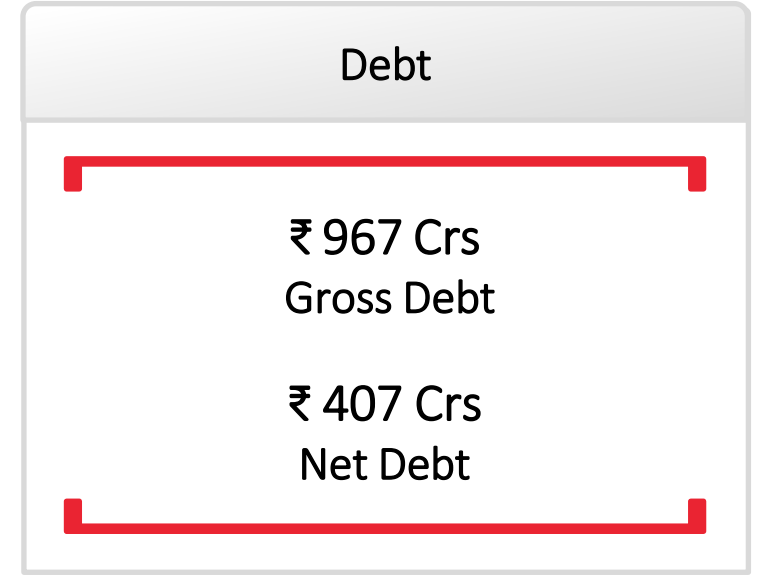 Debt
₹ 967 Crs
Gross Debt
₹ 407 Crs
Net Debt